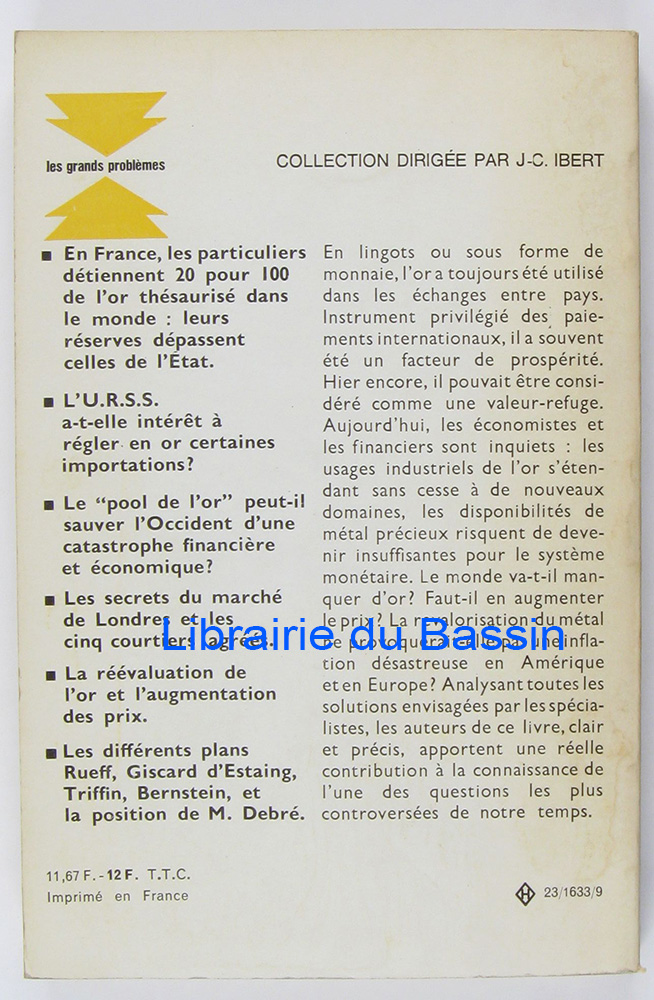 les grands problèmes
COLLECTION DIRIGÉE PAR J-C. IBERT
■ En France, les particuliers
détiennent 20 pour 100
de l'or thésaurisé dans
le monde : leurs
réserves dépassent
celles de l'État.
■ L'U.R.S.S.
a-t-elle intérêt à
régler en or certaines
importations?
■ Le "pool de l'or" peut-il
sauver l'Occident d'une
catastrophe financière
et économique?
■ Les secrets du marché
de Londres et les
cinq courtiers agréés.
■ La réévaluation de
l'or et l'augmentation
des prix.
■ Les différents plans
Rueff, Giscard d'Estaing,
Triffin, Bernstein, et
la position de M. Debré.
En lingots ou sous forme de
monnaie, l'or a toujours été utilisé
dans les échanges entre pays.
Instrument privilégié des paie-
ments internationaux, il a souvent
été un facteur de prospérité.
Hier encore, il pouvait être consi-
déré comme une valeur-refuge.
Aujourd'hui, les économistes et
les financiers sont inquiets : les
usages industriels de l'or s'éten-
dant sans cesse à de nouveaux
domaines, les disponibilités de
métal précieux risquent de deve-
nir insuffisantes pour le système
monétaire. Le monde va-t-il man-
quer d'or? Faut-il en augmenter
le prix? La revalorisation du métal
ne provoquerait-elle pas une infla-
tion désastreuse en Amérique
et en Europe? Analysant toutes les
solutions envisagées par les spécia-
listes, les auteurs de ce livre, clair
et précis, apportent une réelle
contribution à la connaissance de
l'une des questions les plus
controversées de notre temps.
Librairie du Bassin
11,67 F. - 12 F. T.T.C.
Imprimé en France
H 23/1633/9